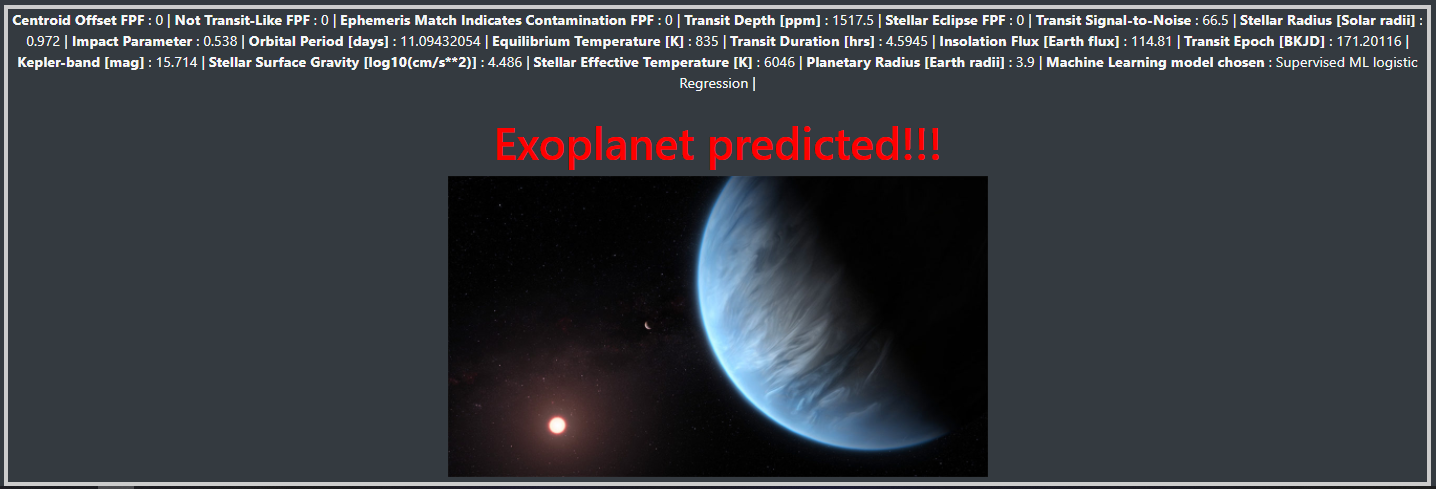 Centroid Offset FPF : 0 | Not Transit-Like FPF : 0 | Ephemeris Match Indicates Contamination FPF : 0 | Transit Depth [ppm] : 1517.5 | Stellar Eclipse FPF : 0 | Transit Signal-to-Noise : 66.5 | Stellar Radius [Solar radii] :
0.972 | Impact Parameter : 0.538 | Orbital Period [days] : 11.09432054 | Equilibrium Temperature [K] : 835 | Transit Duration [hrs] : 4.5945 | Insolation Flux [Earth flux] : 114.81 | Transit Epoch [BKJD] : 171.20116 |
Kepler-band [mag] : 15.714 | Stellar Surface Gravity [log10(cm/s**2)] : 4.486 | Stellar Effective Temperature [K] : 6046 | Planetary Radius [Earth radii] : 3.9 | Machine Learning model chosen : Supervised ML logistic
Regression |
Exoplanet predicted!!!